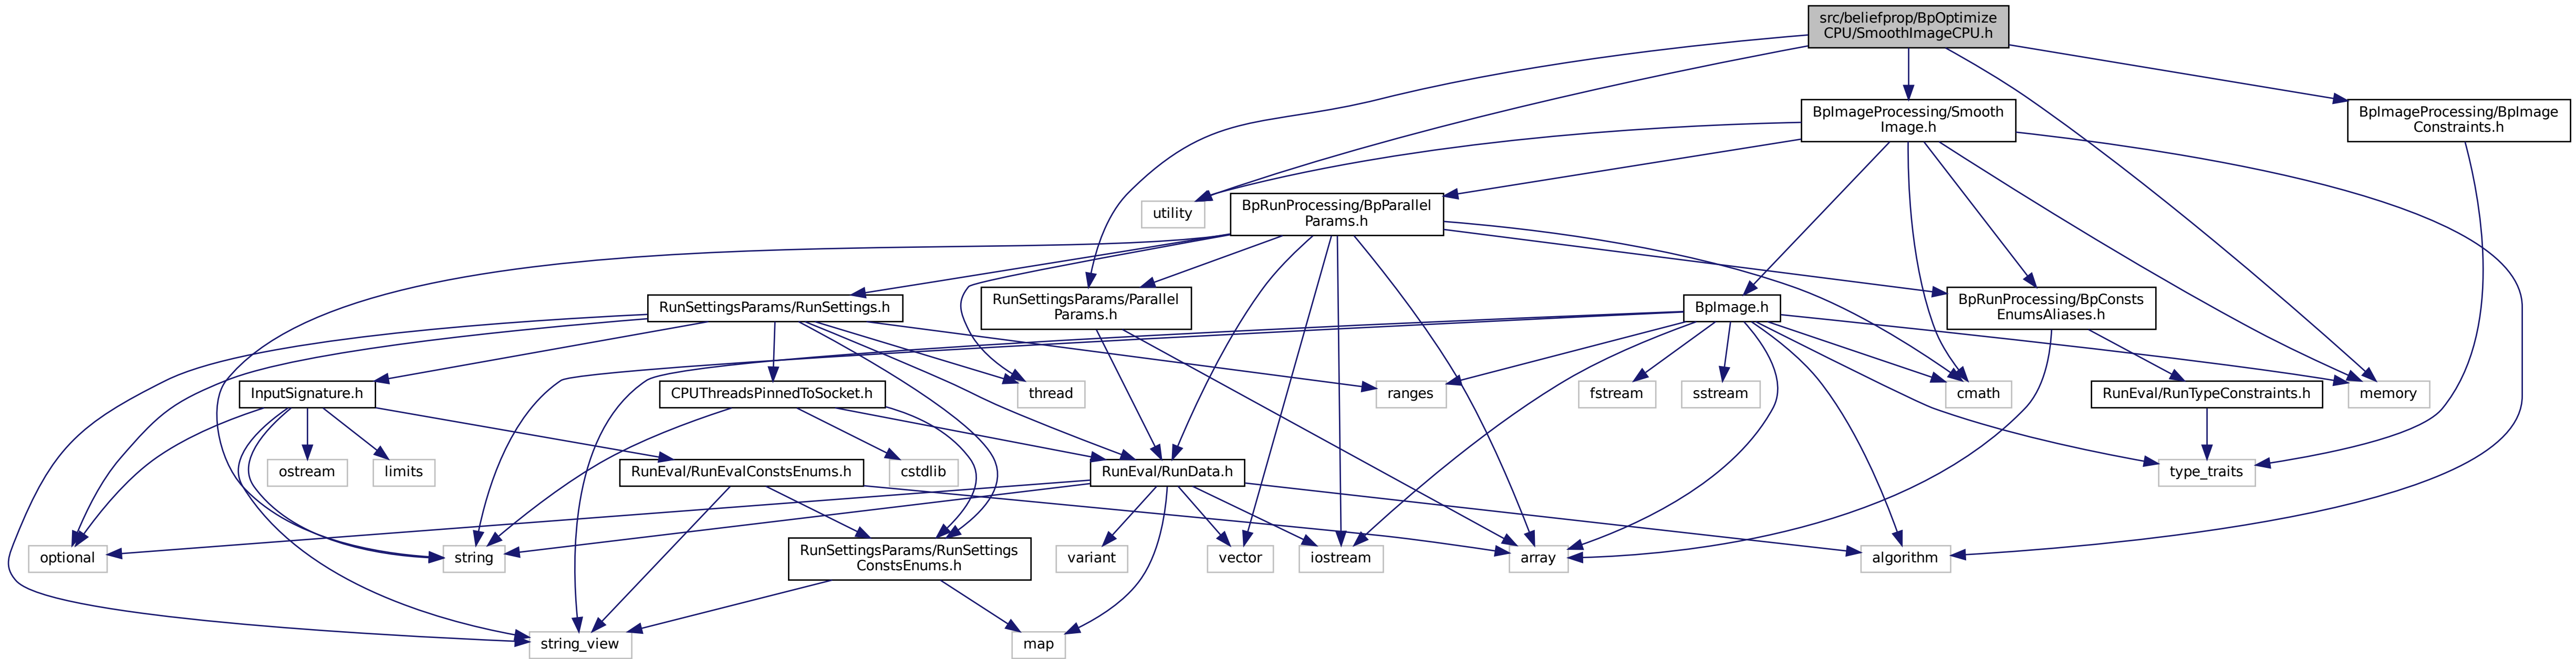 src/beliefprop/BpOptimize
CPU/SmoothImageCPU.h
BpImageProcessing/Smooth
Image.h
BpImageProcessing/BpImage
Constraints.h
utility
BpRunProcessing/BpParallel
Params.h
RunSettingsParams/RunSettings.h
RunSettingsParams/Parallel
Params.h
BpImage.h
BpRunProcessing/BpConsts
EnumsAliases.h
InputSignature.h
CPUThreadsPinnedToSocket.h
thread
ranges
fstream
sstream
cmath
RunEval/RunTypeConstraints.h
memory
ostream
limits
RunEval/RunEvalConstsEnums.h
cstdlib
RunEval/RunData.h
type_traits
optional
string
RunSettingsParams/RunSettings
ConstsEnums.h
variant
vector
iostream
array
algorithm
string_view
map